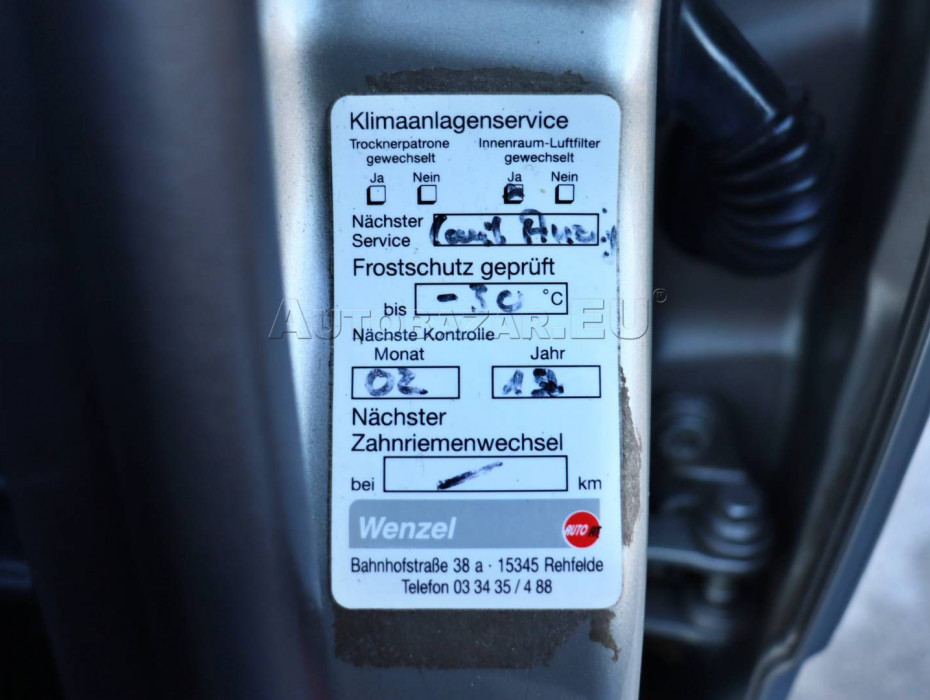 Klimaanlagenservice
Trocknerpatrone gewechselt
Innenraum-Luftfilter gewechselt
Ja Nein Ja Nein
Nächster Service laut Anzeige
Frostschutz geprüft
bis -30 °C
AUTOBAZAR.EU©
Nächste Kontrolle
Monat Jahr
02
Nächster
Zahnriemenwechsel
bei km
Wenzel AUTO
Bahnhofstraße 38 a · 15345 Rehfelde
Telefon 03 34 35 / 4 88